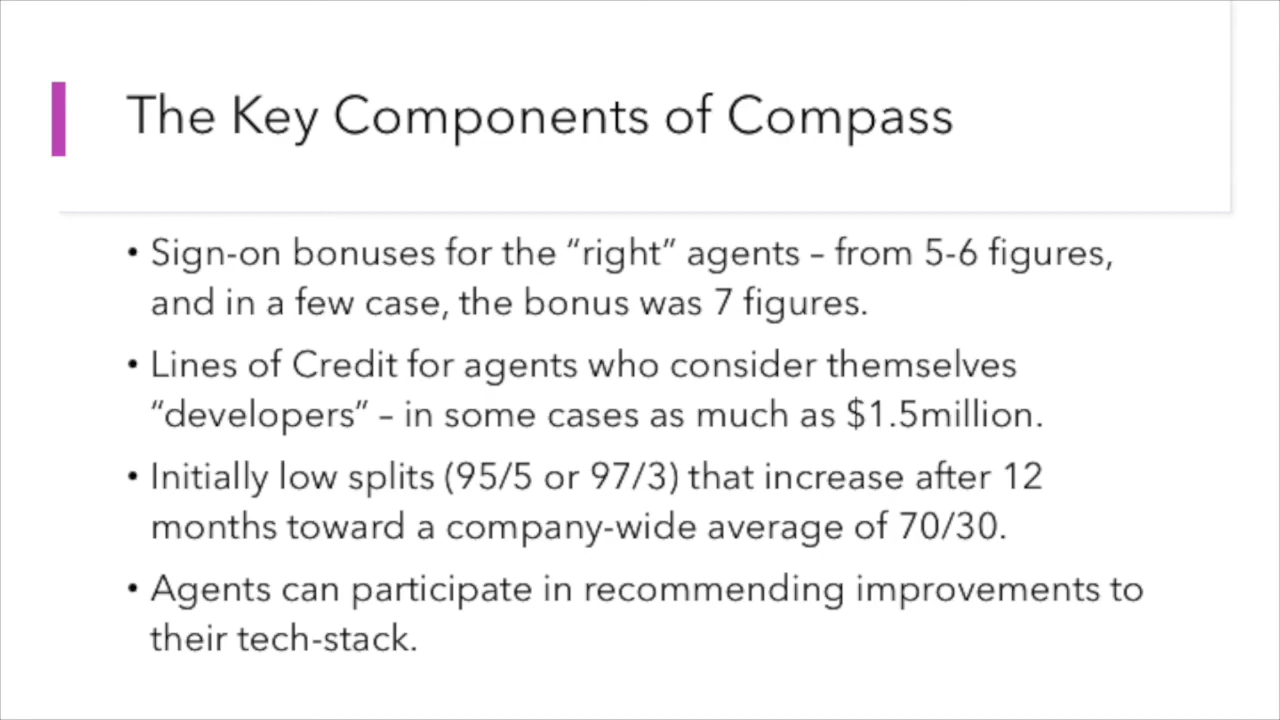 The Key Components of Compass
• Sign-on bonuses for the “right” agents – from 5-6 figures,
and in a few case, the bonus was 7 figures.
• Lines of Credit for agents who consider themselves
“developers” – in some cases as much as $1.5million.
• Initially low splits (95/5 or 97/3) that increase after 12
months toward a company-wide average of 70/30.
• Agents can participate in recommending improvements to
their tech-stack.